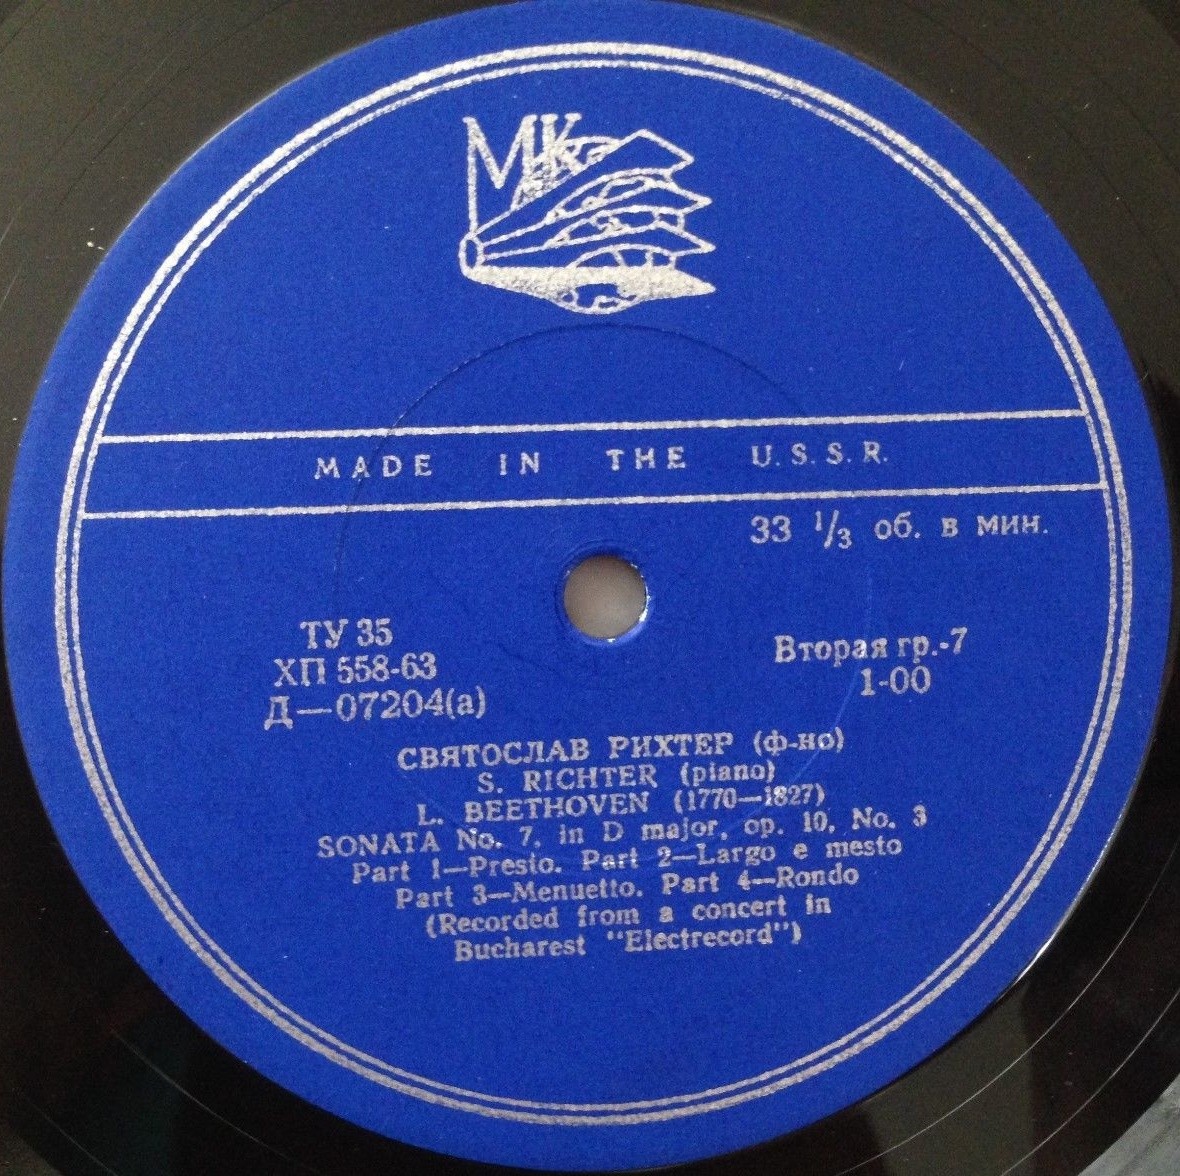 МК
MADE IN THE U.S.S.R.
33 1/3 об. в мин.
ТУ 35
ХП 558-63
Д—07204(а)
Вторая гр.-7
1-00
СВЯТОСЛАВ РИХТЕР (ф-но)
S. RICHTER (piano)
L. BEETHOVEN (1770—1827)
SONATA No. 7, in D major, op. 10, No. 3
Part 1—Presto. Part 2—Largo e mesto
Part 3—Menuetto. Part 4—Rondo
(Recorded from a concert in
Bucharest "Electrecord")